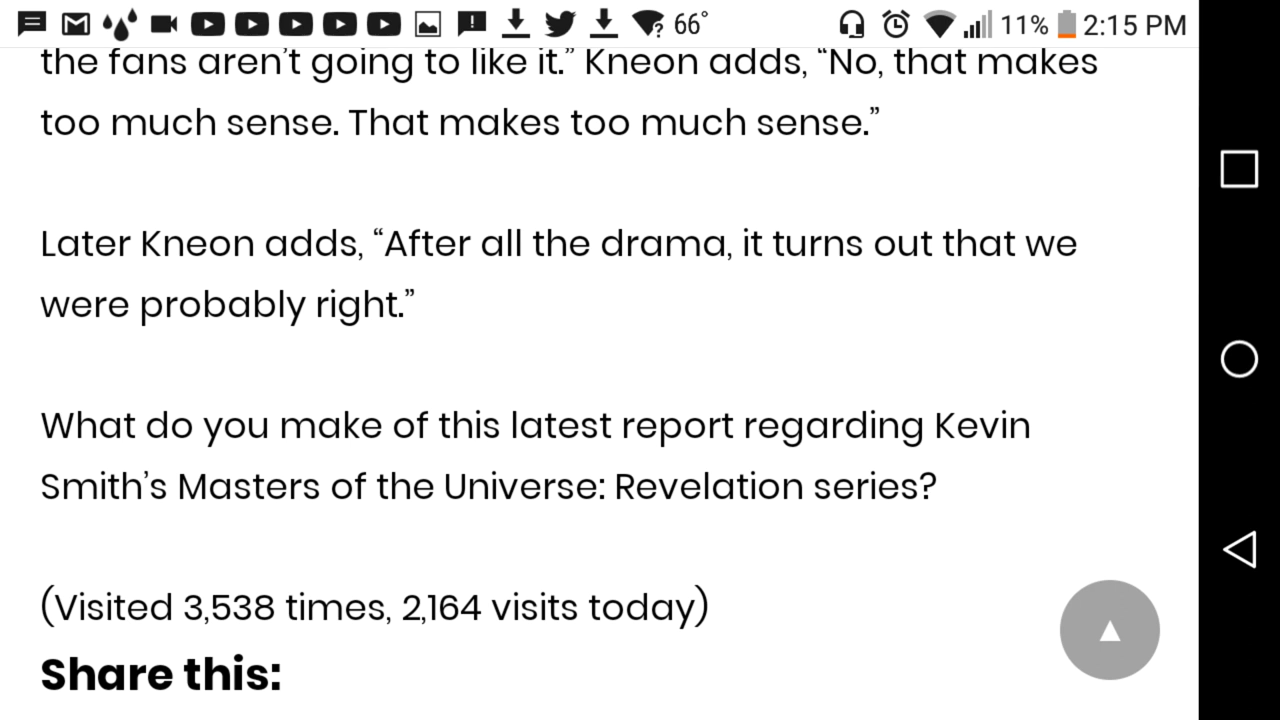 66°
11%
2:15 PM
the fans aren’t going to like it.” Kneon adds, “No, that makes
too much sense. That makes too much sense.”
Later Kneon adds, “After all the drama, it turns out that we
were probably right.”
What do you make of this latest report regarding Kevin
Smith’s Masters of the Universe: Revelation series?
(Visited 3,538 times, 2,164 visits today)
Share this: